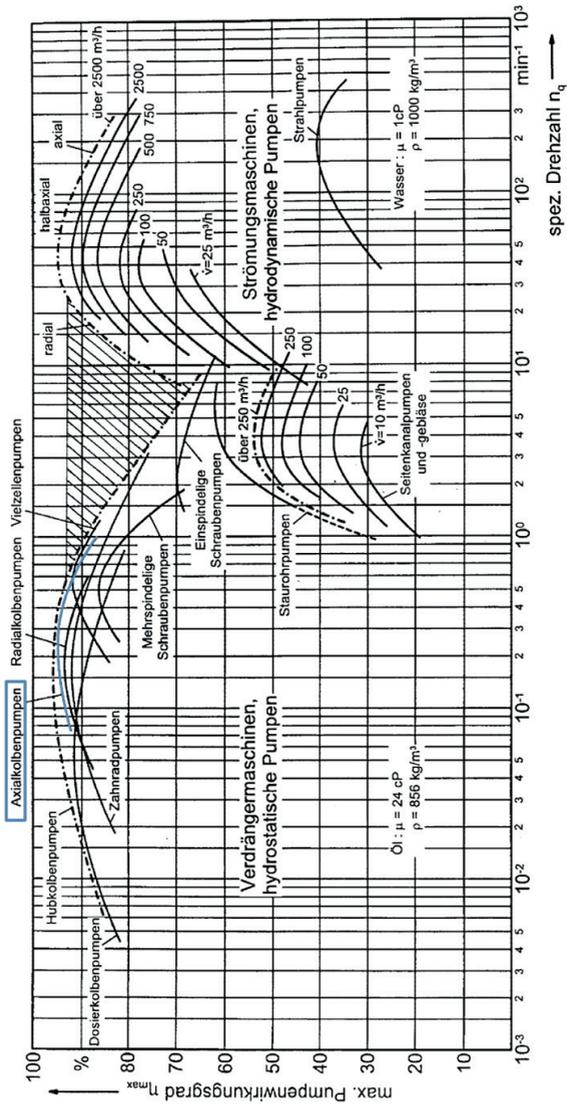 max. Pumpenwirkungsgrad ηmax
100
%
90
80
70
60
50
40
30
20
10
Dosierkolbenpumpen
Hubkolbenpumpen
Axialkolbenpumpen
Radialkolbenpumpen
Vielzellenpumpen
Zahnradpumpen
Mehrspindelige
Schraubenpumpen
Einspindelige
Schraubenpumpen
Verdrängermaschinen,
hydrostatische Pumpen
Öl : μ = 24 cP
ρ = 856 kg/m³
radial
halbaxial
axial
über 2500 m³/h
2500
750
500
250
100
50
v̇=25 m³/h
Strömungsmaschinen,
hydrodynamische Pumpen
Strahlpumpen
Wasser : μ = 1cP
ρ = 1000 kg/m³
Staurohrpumpen
über 250 m³/h
250
100
50
25
v̇=10 m³/h
Seitenkanalpumpen
und -gebläse
10⁻³ 2 3 4 5 10⁻² 2 3 4 5 10⁻¹ 2 3 4 5 10⁰ 2 3 4 5 10¹ 2 3 4 5 10² 2 3 min⁻¹ 10³
spez. Drehzahl nq